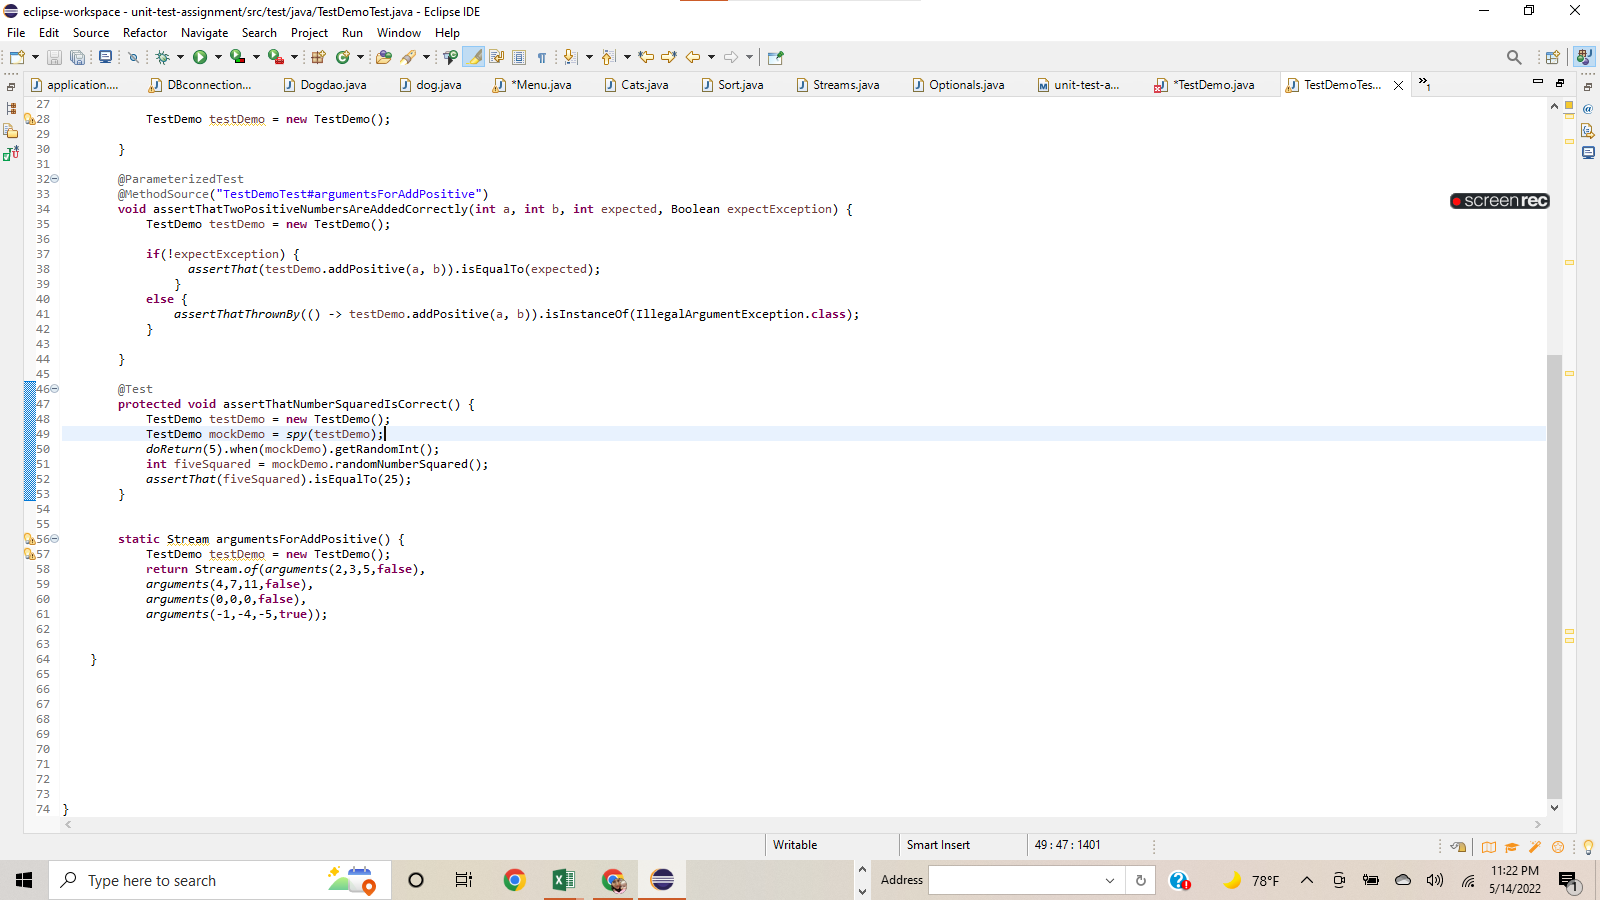 eclipse-workspace - unit-test-assignment/src/test/java/TestDemoTest.java - Eclipse IDE
File Edit Source Refactor Navigate Search Project Run Window Help
application.... DBconnection... Dogdao.java dog.java *Menu.java Cats.java Sort.java Streams.java Optionals.java unit-test-a... *TestDemo.java TestDemoTes... »1
27
28 TestDemo testDemo = new TestDemo();
29
30 }
31
32 @ParameterizedTest
33 @MethodSource("TestDemoTest#argumentsForAddPositive")
34 void assertThatTwoPositiveNumbersAreAddedCorrectly(int a, int b, int expected, Boolean expectException) {
35 TestDemo testDemo = new TestDemo();
36
37 if(!expectException) {
38 assertThat(testDemo.addPositive(a, b)).isEqualTo(expected);
39 }
40 else {
41 assertThatThrownBy(() -> testDemo.addPositive(a, b)).isInstanceOf(IllegalArgumentException.class);
42 }
43
44 }
45
46 @Test
47 protected void assertThatNumberSquaredIsCorrect() {
48 TestDemo testDemo = new TestDemo();
49 TestDemo mockDemo = spy(testDemo);
50 doReturn(5).when(mockDemo).getRandomInt();
51 int fiveSquared = mockDemo.randomNumberSquared();
52 assertThat(fiveSquared).isEqualTo(25);
53 }
54
55
56 static Stream argumentsForAddPositive() {
57 TestDemo testDemo = new TestDemo();
58 return Stream.of(arguments(2,3,5,false),
59 arguments(4,7,11,false),
60 arguments(0,0,0,false),
61 arguments(-1,-4,-5,true));
62
63
64 }
65
66
67
68
69
70
71
72
73
74 }
screenrec
Writable Smart Insert 49 : 47 : 1401
Type here to search
Address
78°F
11:22 PM
5/14/2022
1